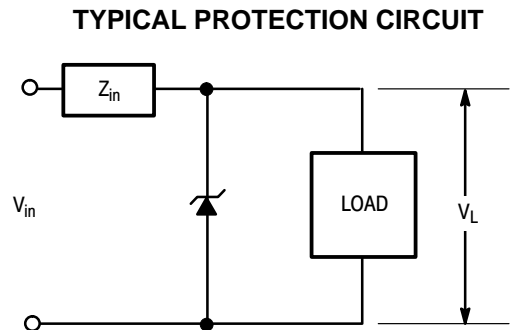 TYPICAL PROTECTION CIRCUIT
Zin
Vin
LOAD
VL